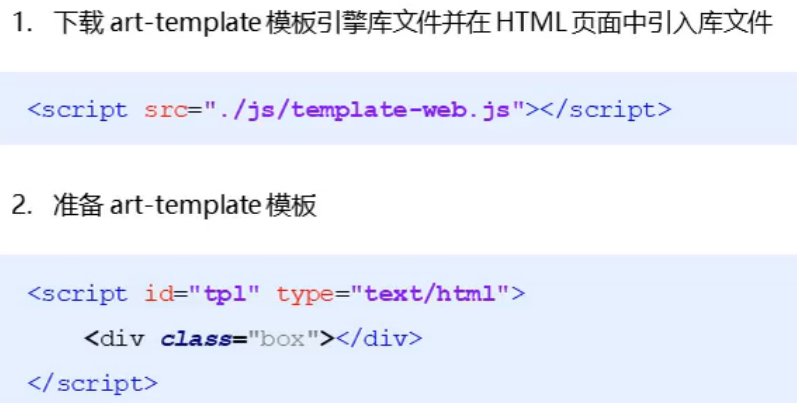 1. 下载 art-template 模板引擎库文件并在 HTML 页面中引入库文件
<script src="./js/template-web.js"></script>
2. 准备 art-template 模板
<script id="tpl" type="text/html">
<div class="box"></div>
</script>